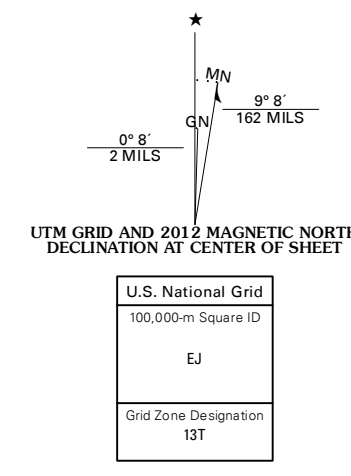 ★
MN
GN
9° 8´
162 MILS
0° 8´
2 MILS
UTM GRID AND 2012 MAGNETIC NORTH
DECLINATION AT CENTER OF SHEET
U.S. National Grid
100,000-m Square ID
EJ
Grid Zone Designation
13T